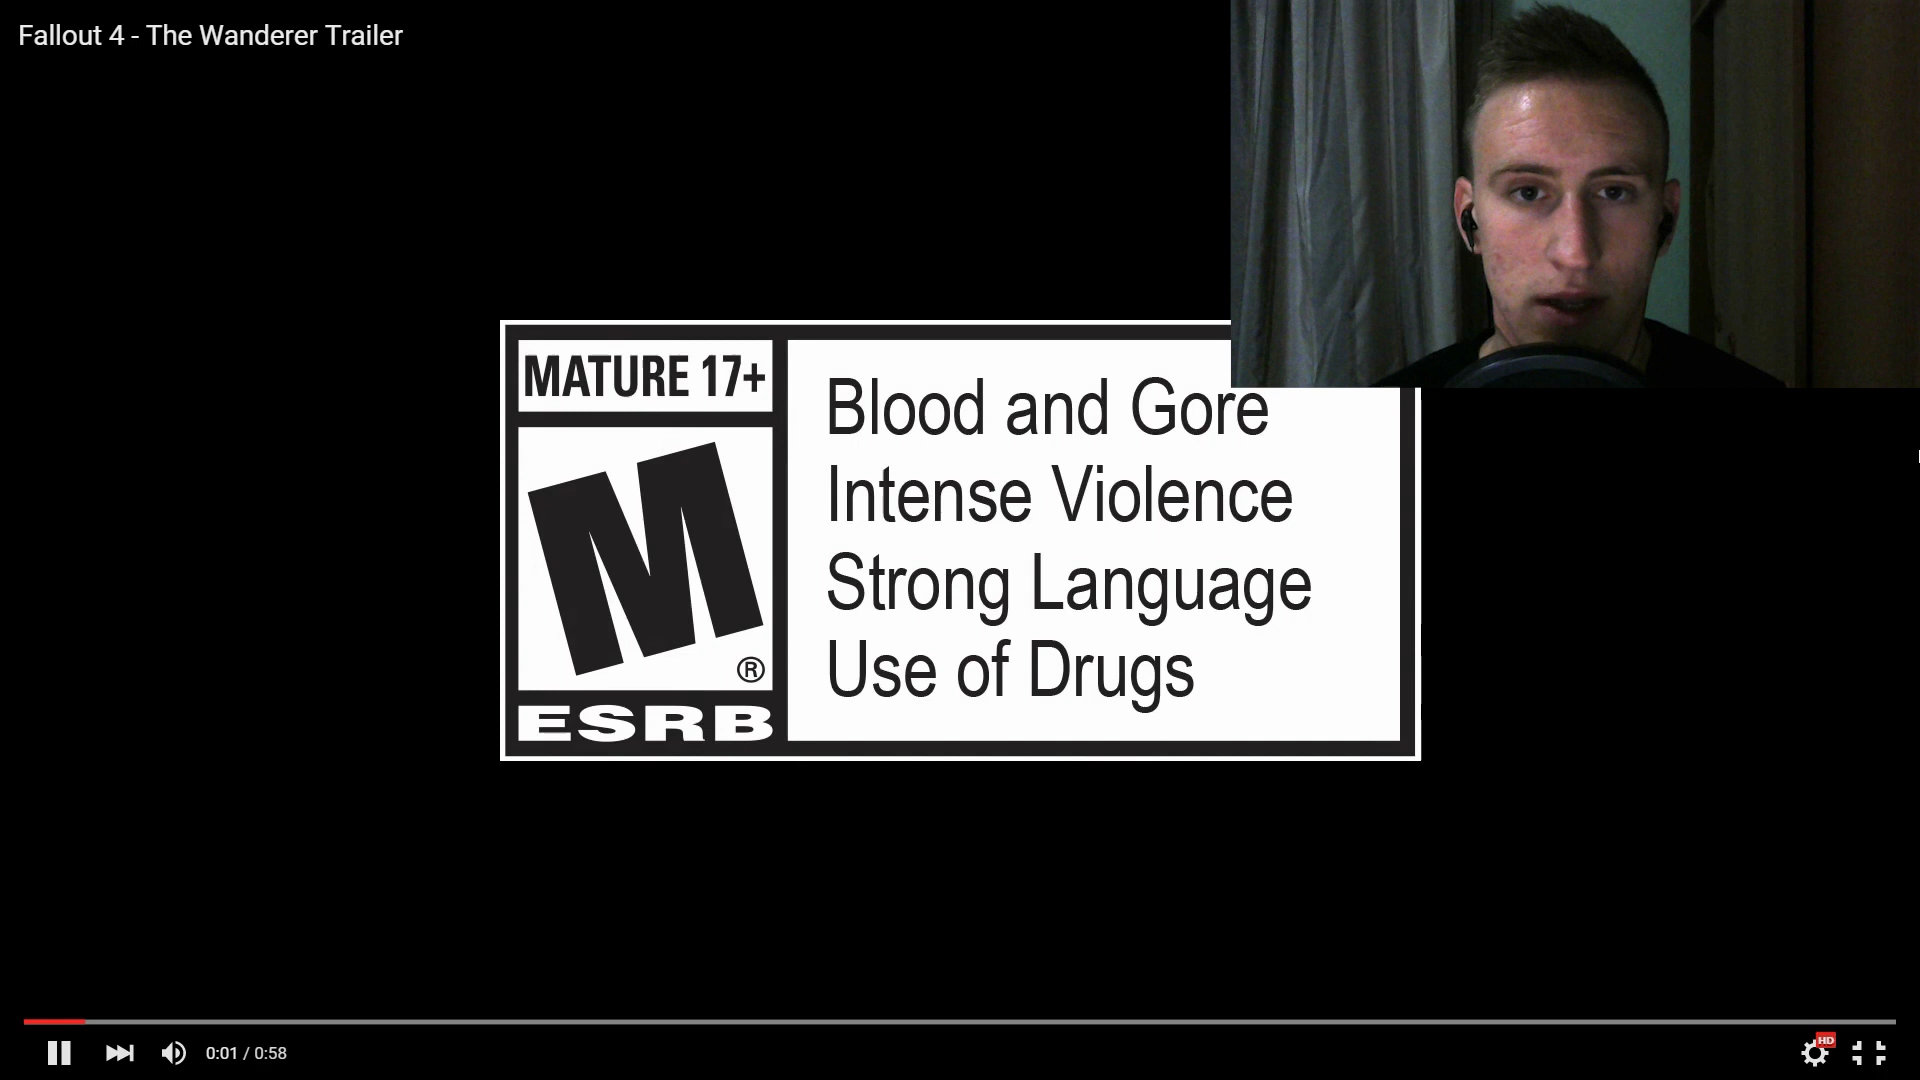 Fallout 4 - The Wanderer Trailer
MATURE 17+
Blood and Gore
Intense Violence
Strong Language
Use of Drugs
M
®
ESRB
0:01 / 0:58
HD